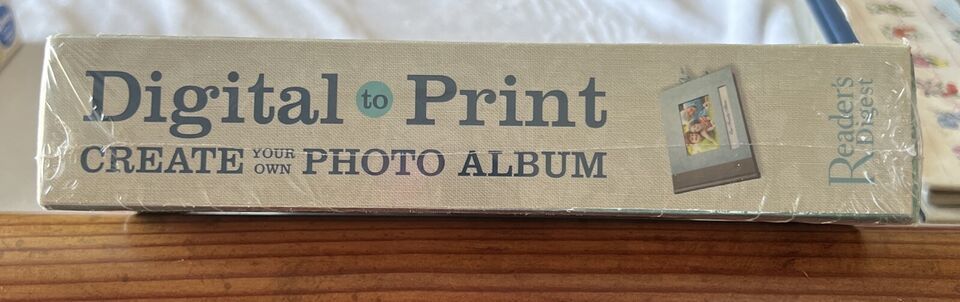 Digital to Print
CREATE YOUR OWN PHOTO ALBUM
Reader's
Digest